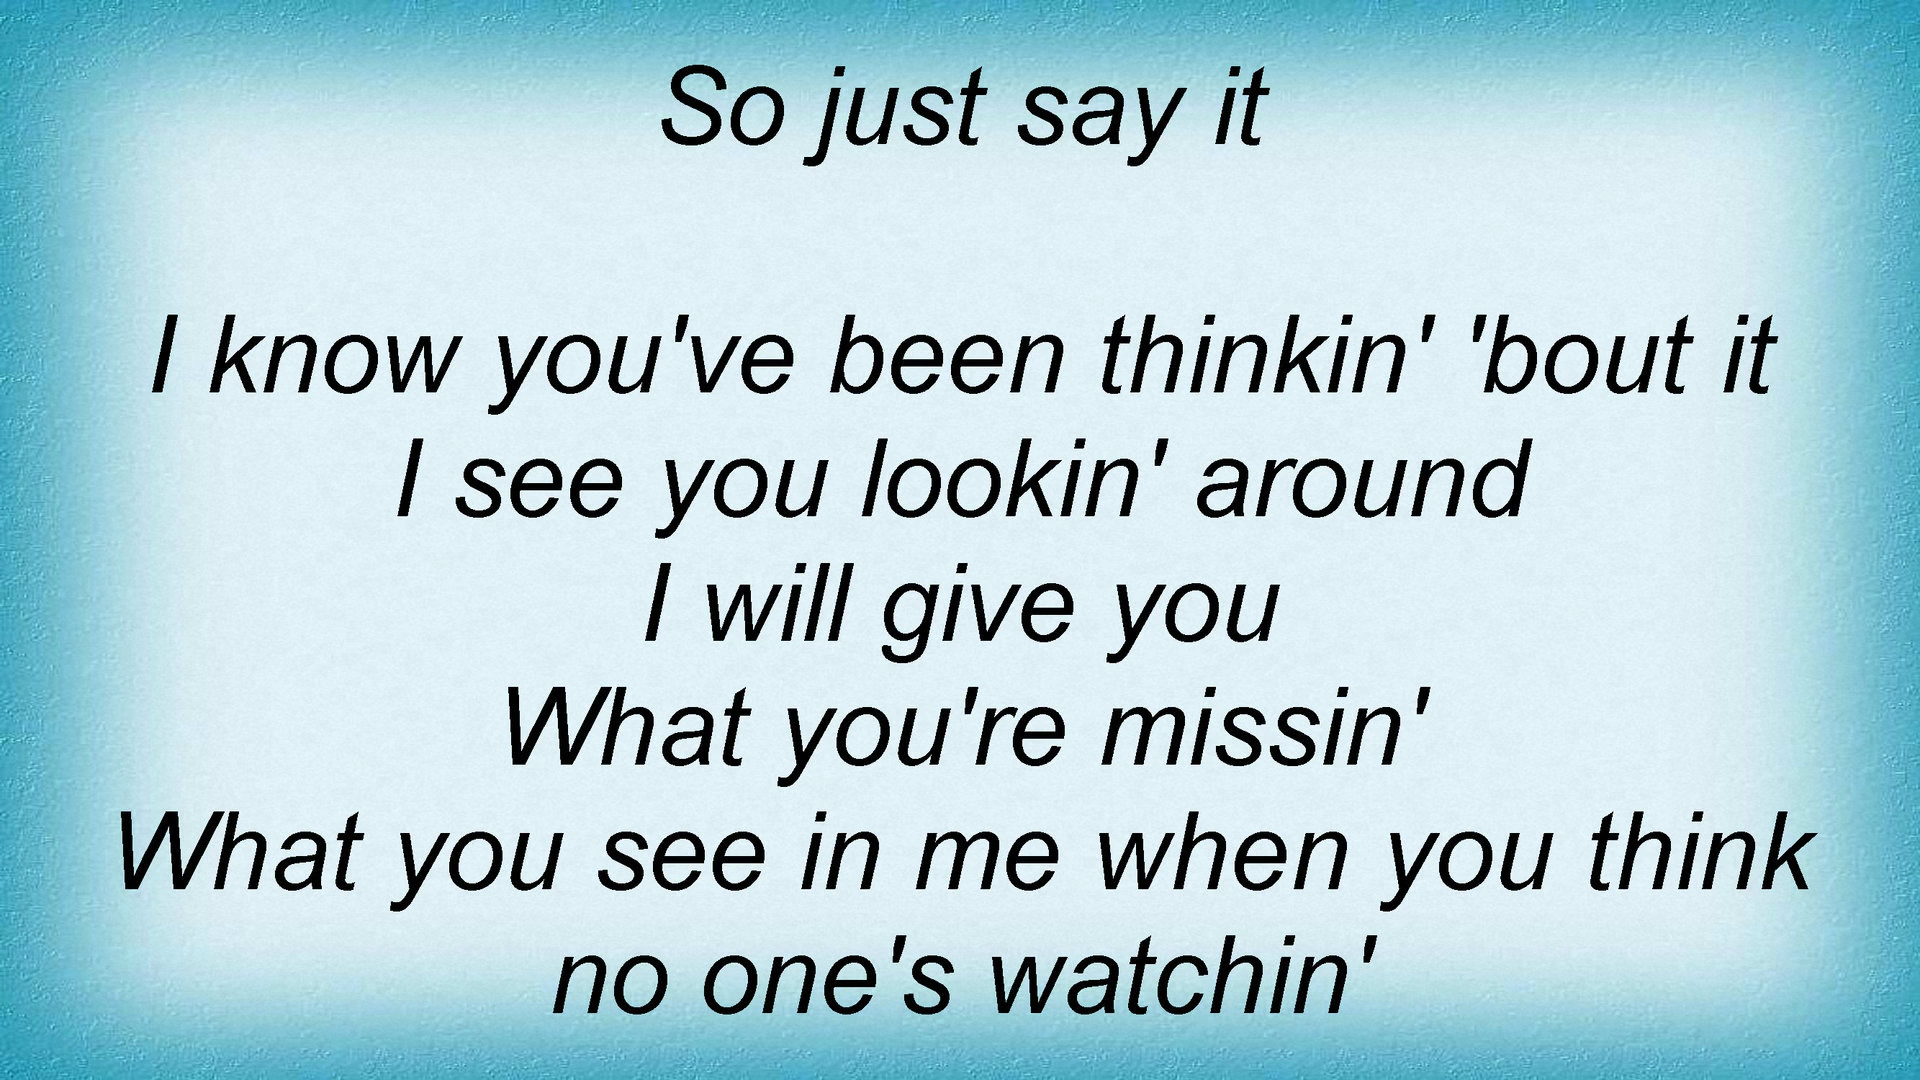 So just say it
I know you've been thinkin' 'bout it
I see you lookin' around
I will give you
What you're missin'
What you see in me when you think
no one's watchin'